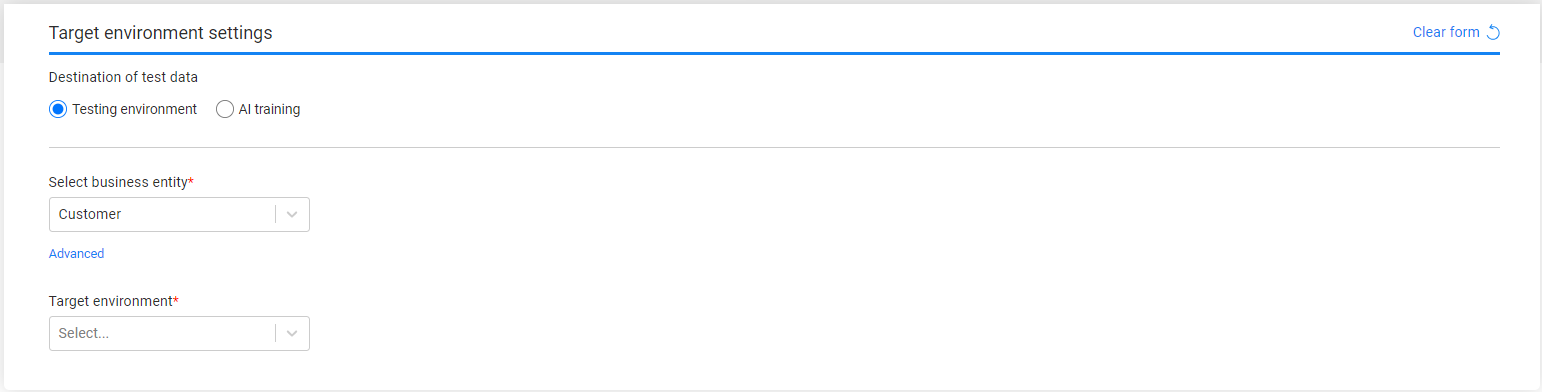 Target environment settings
Clear form
Destination of test data
Testing environment AI training
Select business entity*
Customer
Advanced
Target environment*
Select...